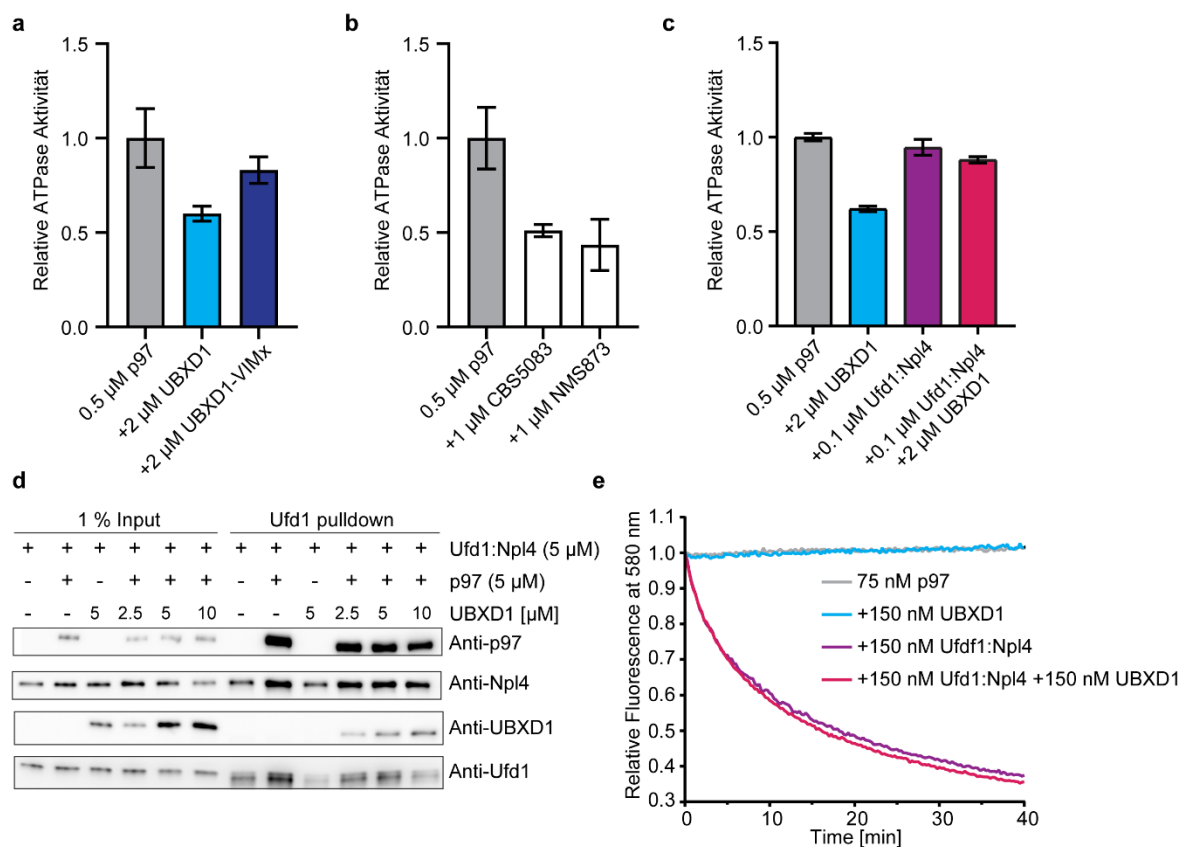 a
Relative ATPase Aktivität
1.5
1.0
0.5
0.0
0.5 µM p97
+2 µM UBXD1
+2 µM UBXD1-VIMx
b
Relative ATPase Aktivität
1.5
1.0
0.5
0.0
0.5 µM p97
+1 µM CBS5083
+1 µM NMS873
c
Relative ATPase Aktivität
1.5
1.0
0.5
0.0
0.5 µM p97
+2 µM UBXD1
+0.1 µM Ufd1:Npl4
+0.1 µM Ufd1:Npl4
+2 µM UBXD1
d
1 % Input Ufd1 pulldown
+ + + + + + + + + + + + Ufd1:Npl4 (5 µM)
- + - + + + - + - + + + p97 (5 µM)
- - 5 2.5 5 10 - - 5 2.5 5 10 UBXD1 [µM]
Anti-p97
Anti-Npl4
Anti-UBXD1
Anti-Ufd1
e
Relative Fluorescence at 580 nm
1.1
1.0
0.9
0.8
0.7
0.6
0.5
0.4
0.3
75 nM p97
+150 nM UBXD1
+150 nM Ufdf1:Npl4
+150 nM Ufd1:Npl4 +150 nM UBXD1
0 10 20 30 40
Time [min]